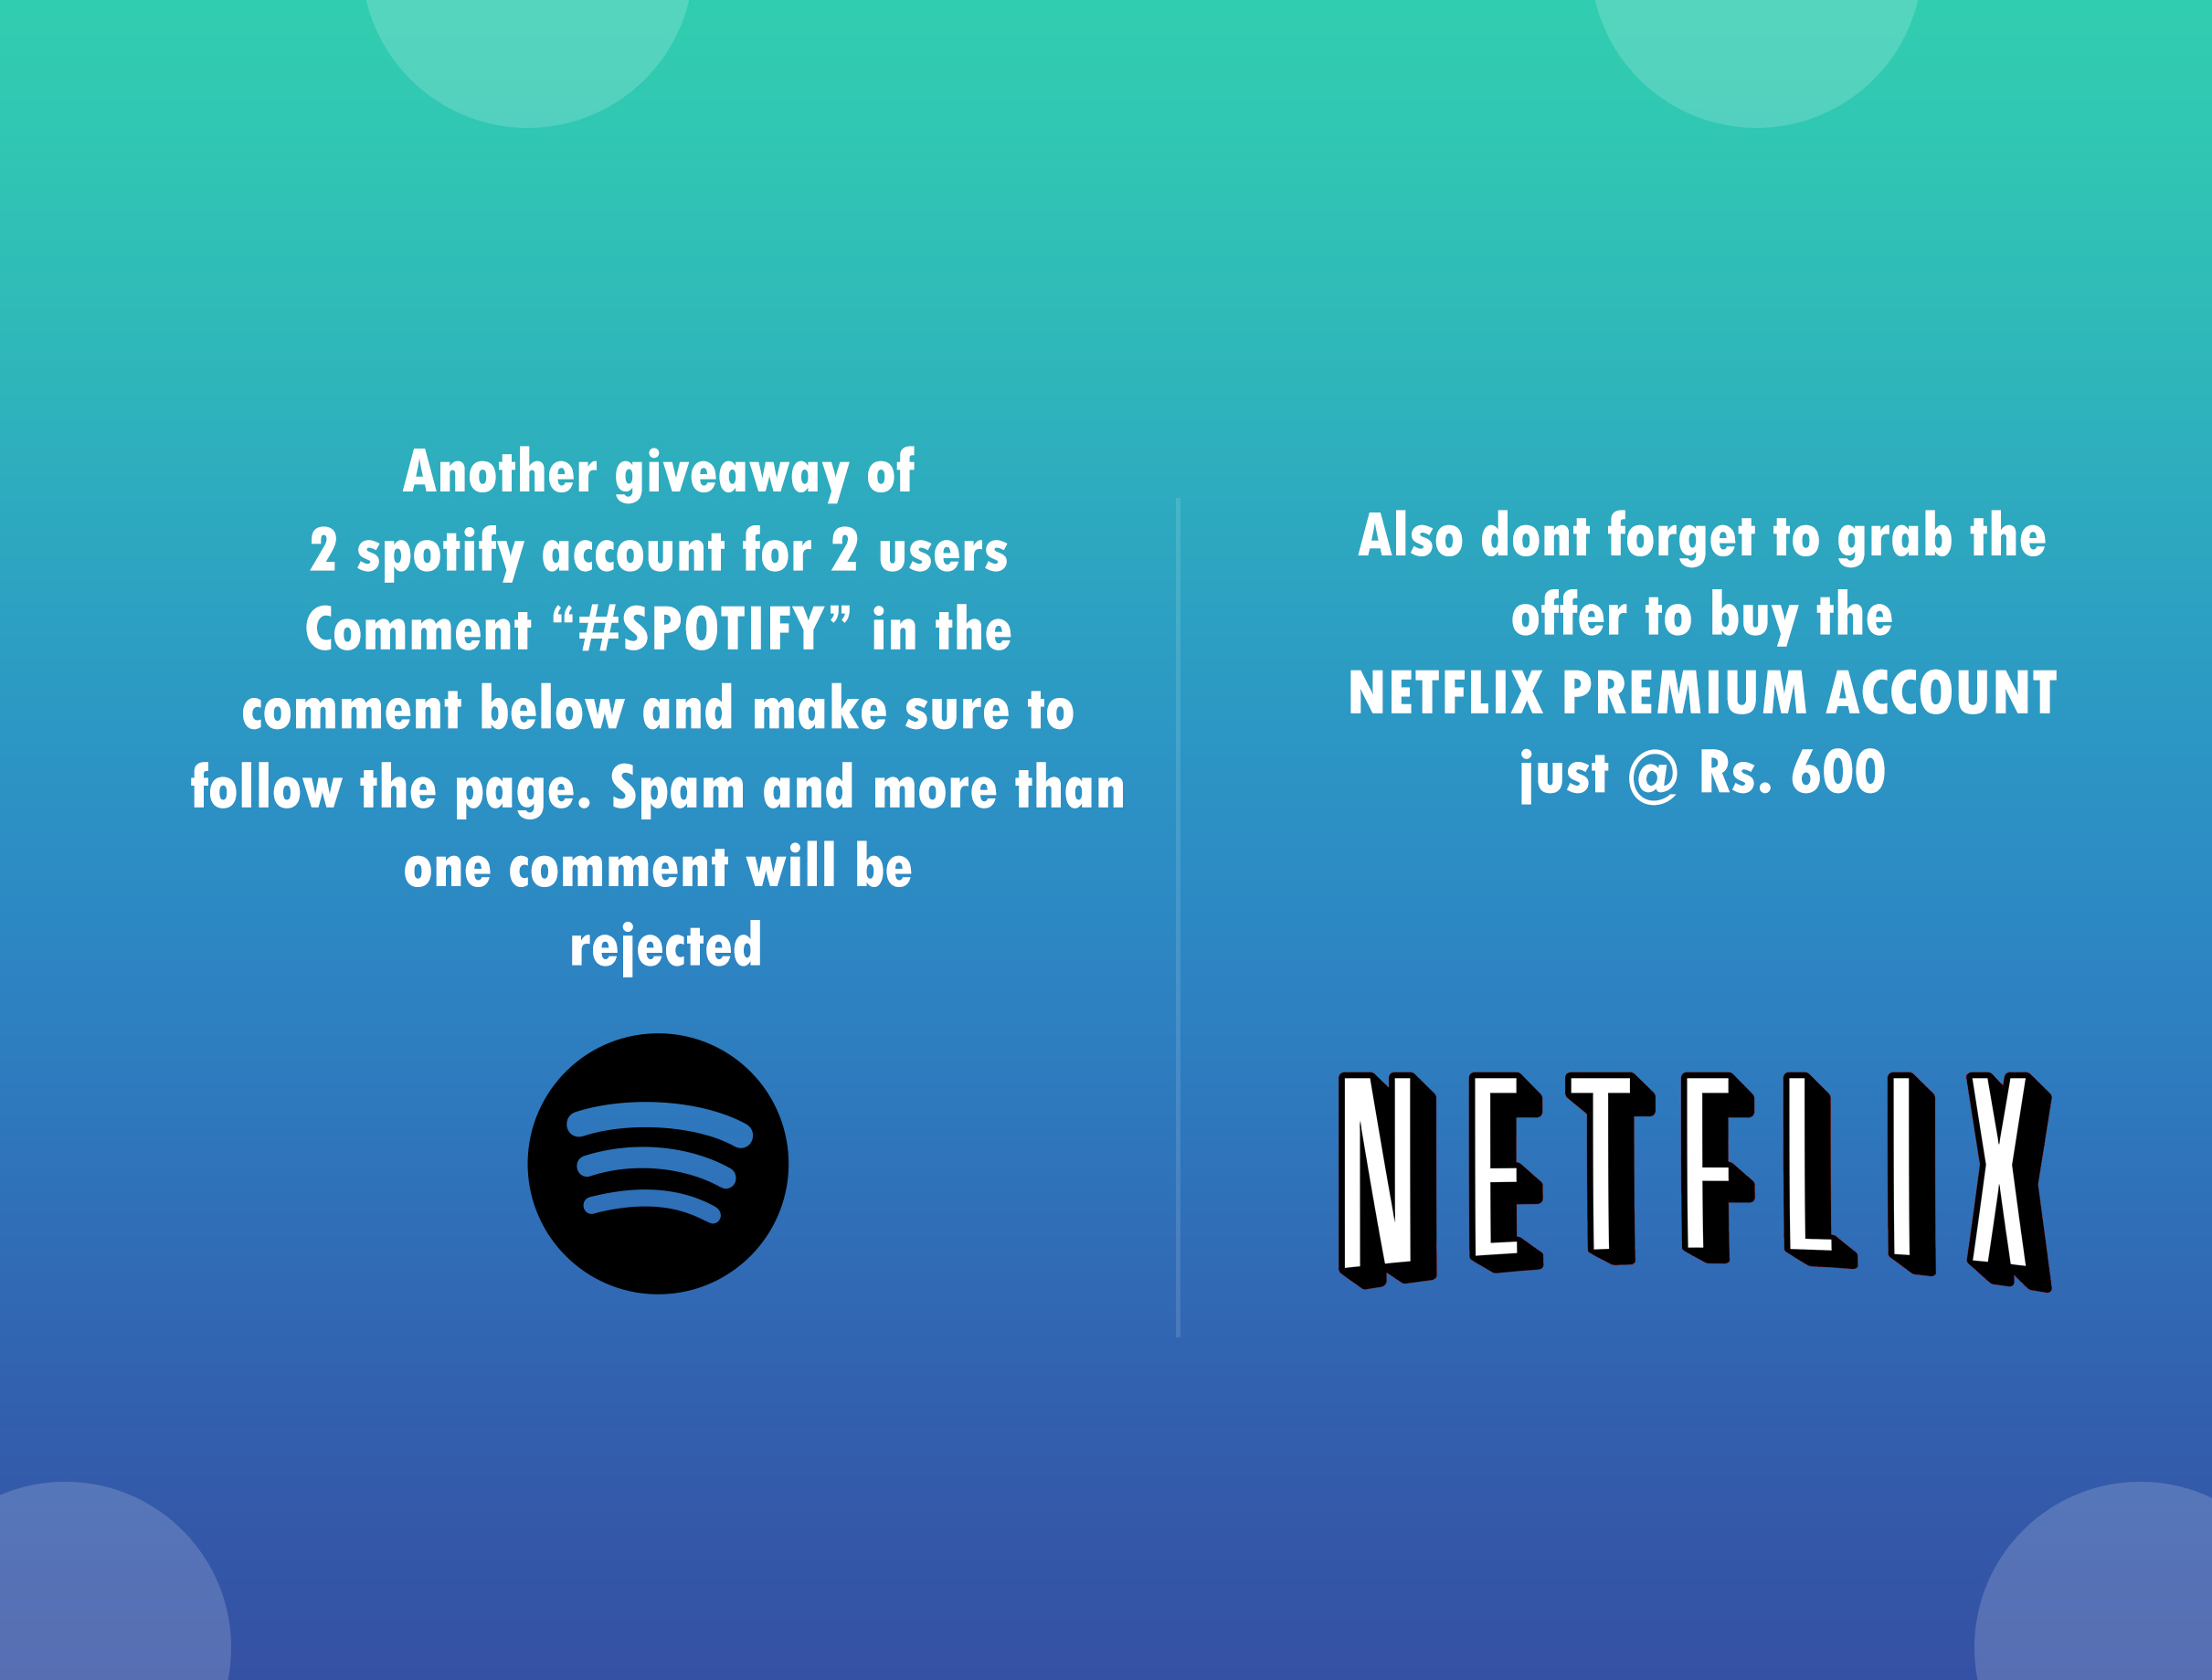 Another giveaway of
2 spotify account for 2 users
Comment “#SPOTIFY” in the
comment below and make sure to
follow the page. Spam and more than
one comment will be
rejected
Also dont forget to grab the
offer to buy the
NETFLIX PREMIUM ACCOUNT
just @ Rs. 600
NETFLIX